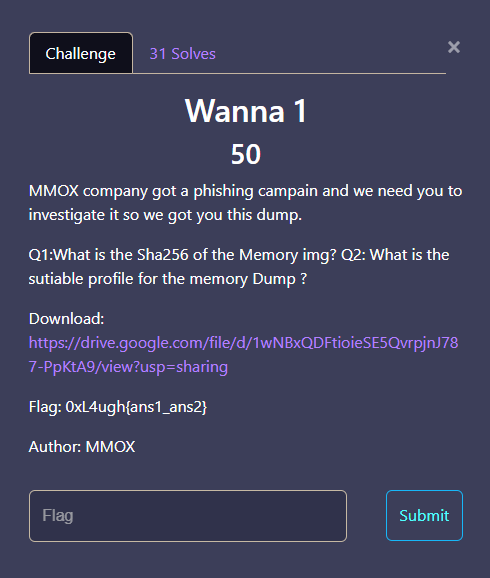 Challenge
31 Solves
×
Wanna 1
50
MMOX company got a phishing campain and we need you to
investigate it so we got you this dump.
Q1:What is the Sha256 of the Memory img? Q2: What is the
sutiable profile for the memory Dump ?
Download:
https://drive.google.com/file/d/1wNBxQDFtioieSE5QvrpjnJ78
7-PpKtA9/view?usp=sharing
Flag: 0xL4ugh{ans1_ans2}
Author: MMOX
Flag
Submit